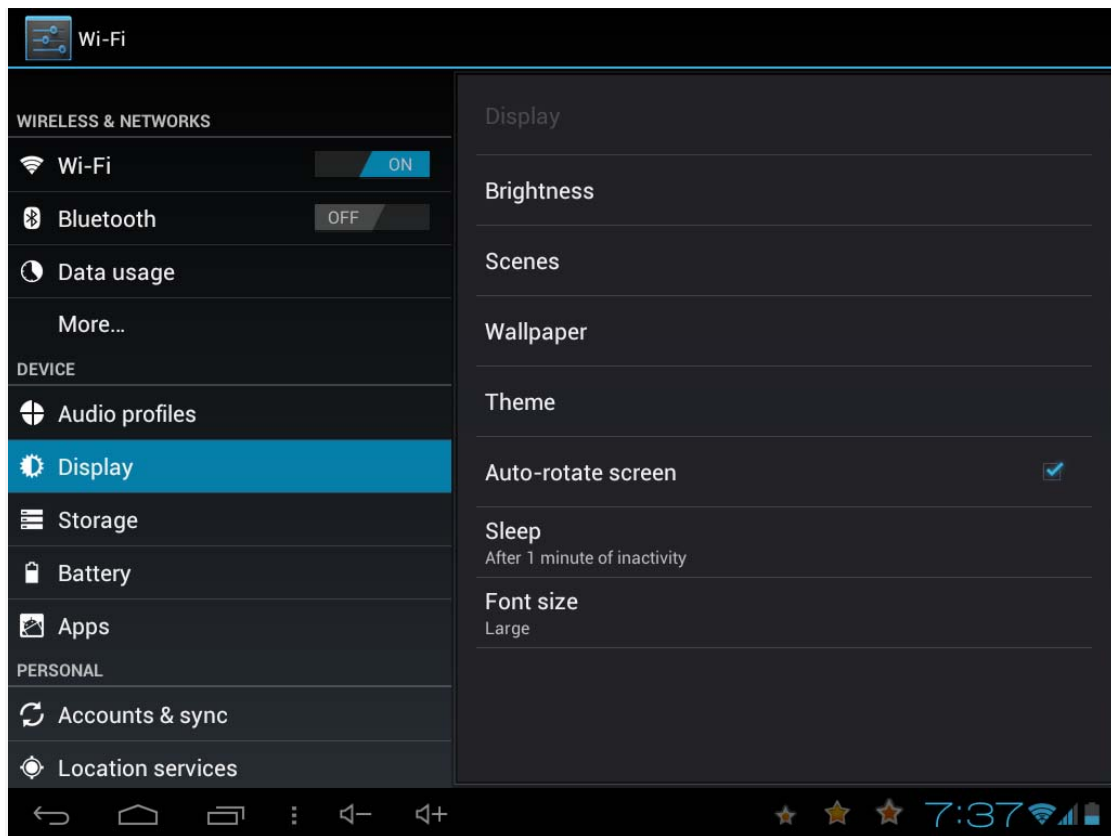 Wi-Fi
WIRELESS & NETWORKS
Wi-Fi ON
Bluetooth OFF
Data usage
More...
DEVICE
Audio profiles
Display
Storage
Battery
Apps
PERSONAL
Accounts & sync
Location services
Display
Brightness
Scenes
Wallpaper
Theme
Auto-rotate screen
Sleep
After 1 minute of inactivity
Font size
Large
7:37